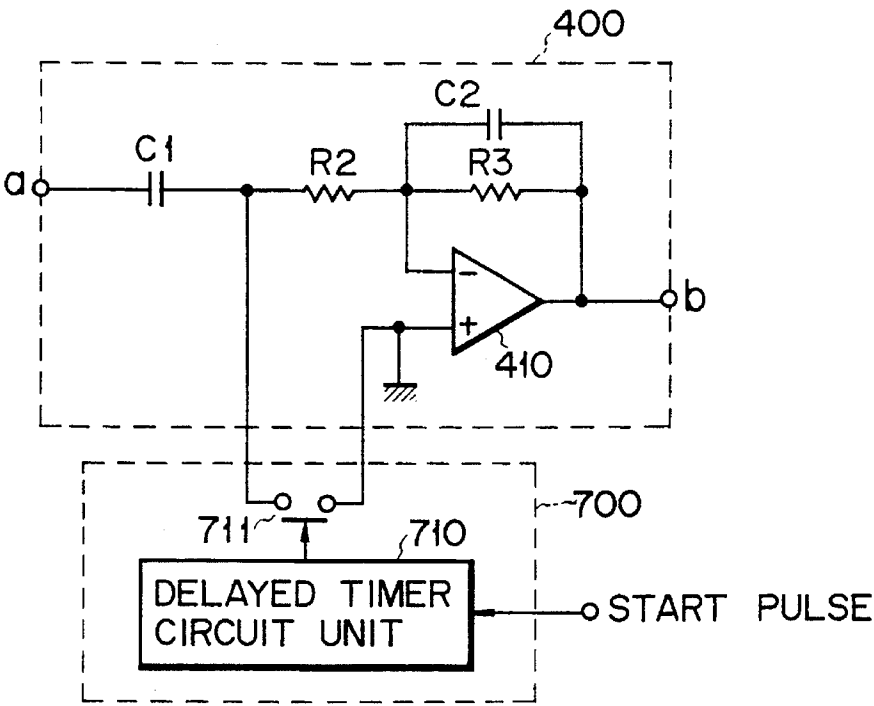 400
C2
C1
R2
R3
a
−
b
+
410
711
710
700
DELAYED TIMER
CIRCUIT UNIT
START PULSE